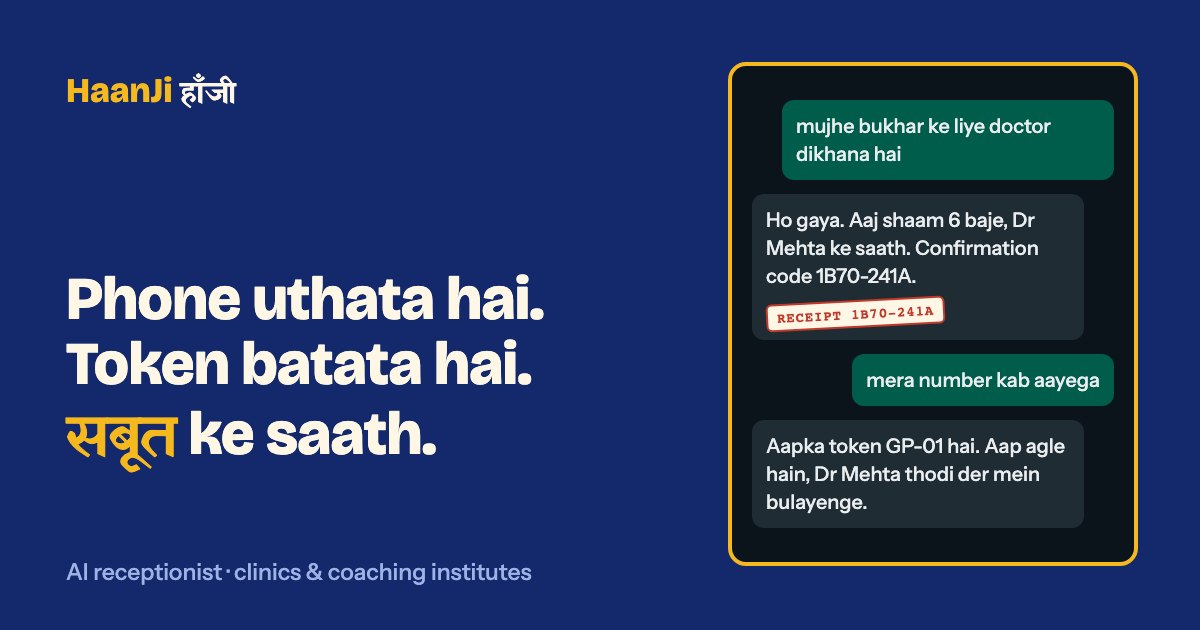 HaanJi हाँजी
Phone uthata hai.
Token batata hai.
सबूत ke saath.
AI receptionist · clinics & coaching institutes
mujhe bukhar ke liye doctor
dikhana hai
Ho gaya. Aaj shaam 6 baje, Dr
Mehta ke saath. Confirmation
code 1B70-241A.
RECEIPT 1B70-241A
mera number kab aayega
Aapka token GP-01 hai. Aap agle
hain, Dr Mehta thodi der mein
bulayenge.